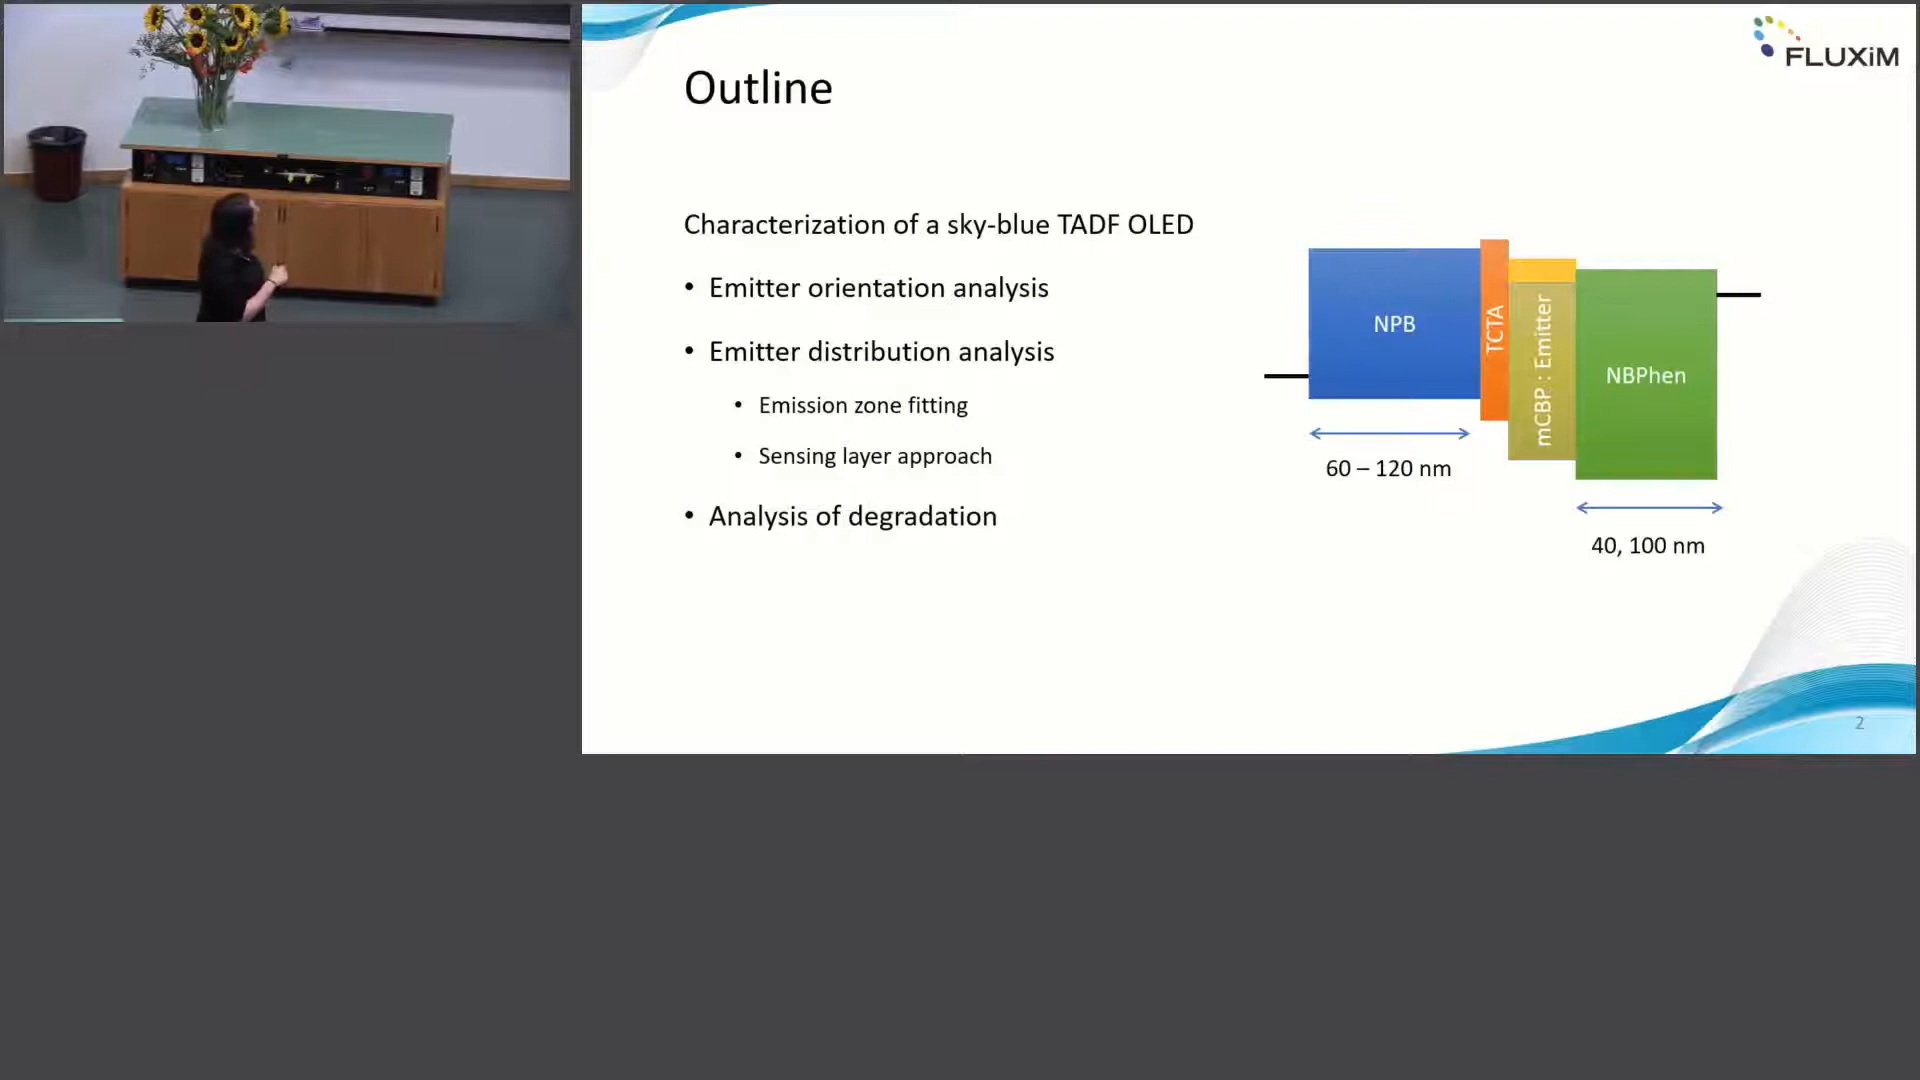 FLUXiM
Outline
Characterization of a sky-blue TADF OLED
• Emitter orientation analysis
• Emitter distribution analysis
• Emission zone fitting
• Sensing layer approach
• Analysis of degradation
NPB
TCTA
mCBP : Emitter
NBPhen
60 – 120 nm
40, 100 nm
2